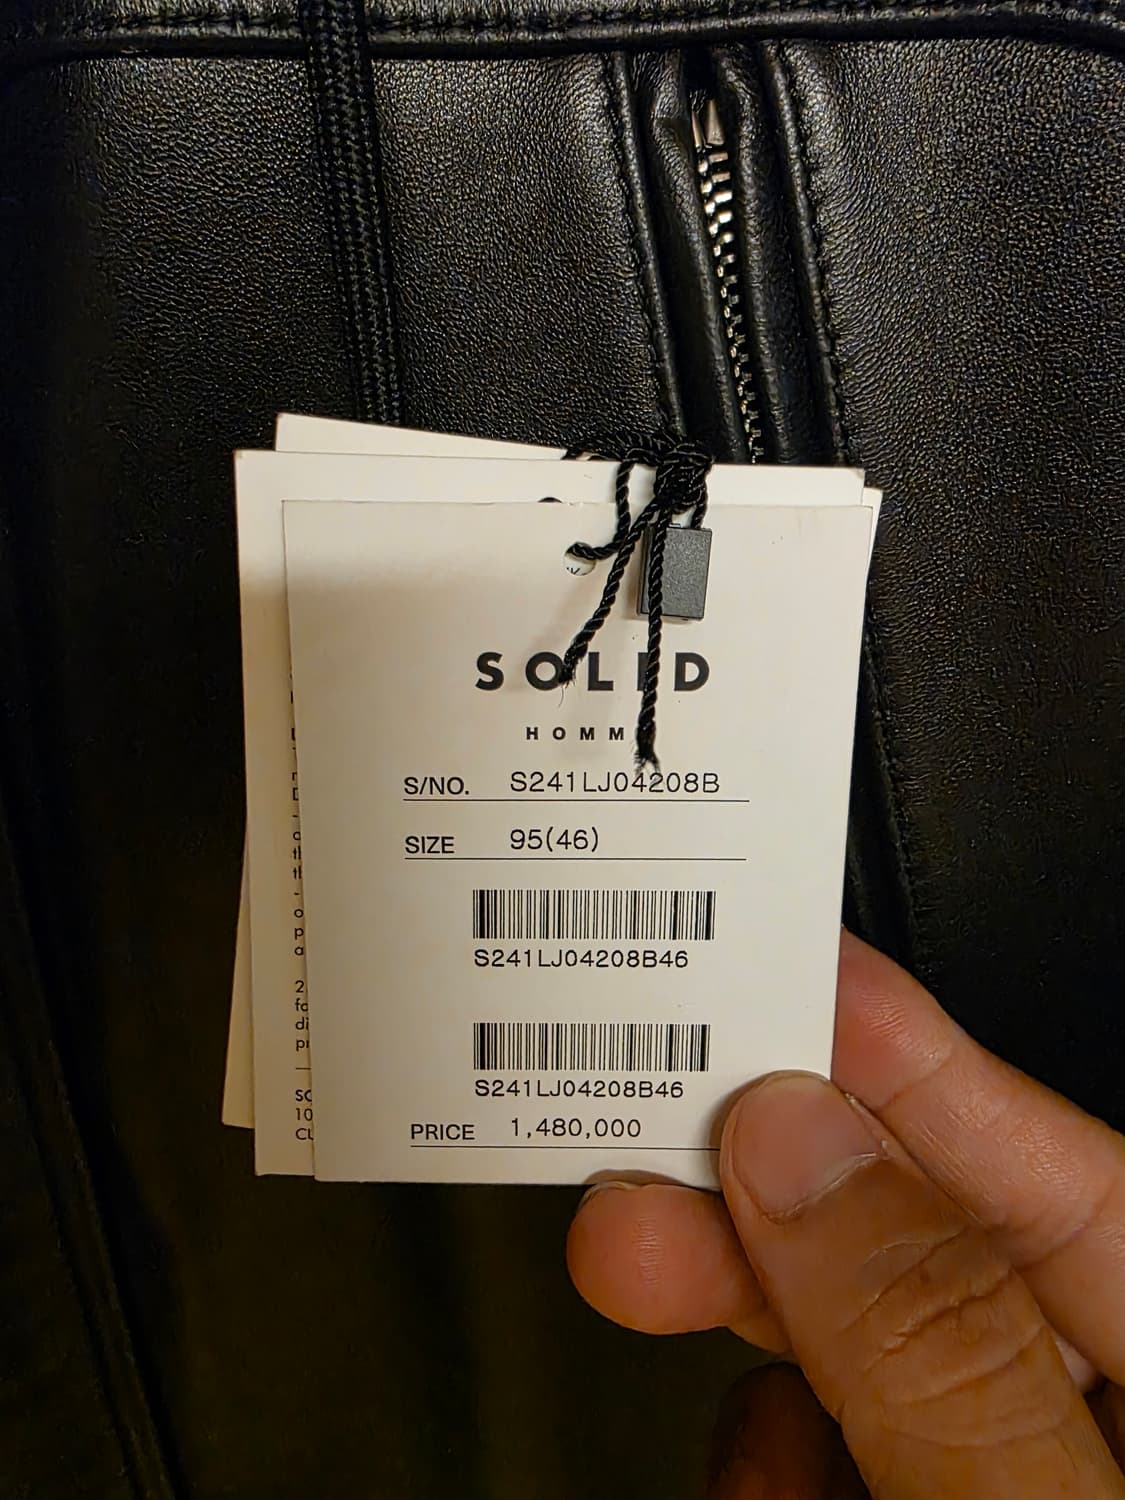 SOLID
HOMM
S/NO. S241LJ04208B
SIZE 95(46)
S241LJ04208B46
S241LJ04208B46
PRICE 1,480,000